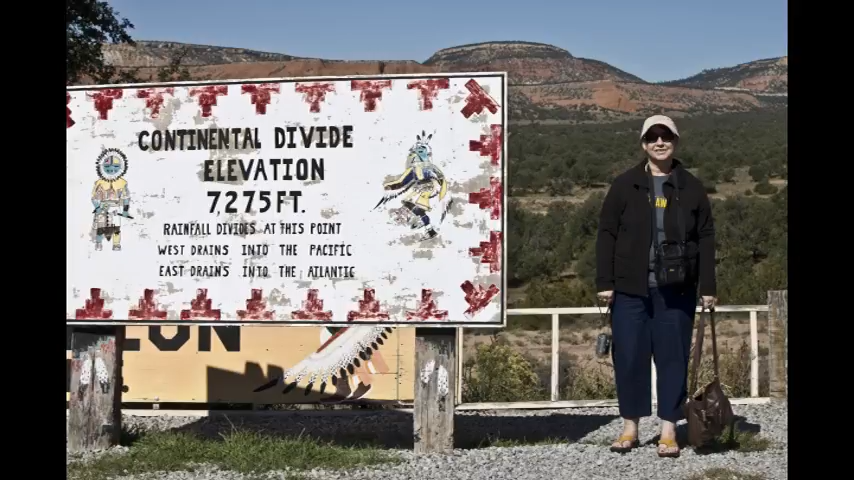 CONTINENTAL DIVIDE
ELEVATION
7,275 FT.
RAINFALL DIVIDES AT THIS POINT
WEST DRAINS INTO THE PACIFIC
EAST DRAINS INTO THE ATLANTIC